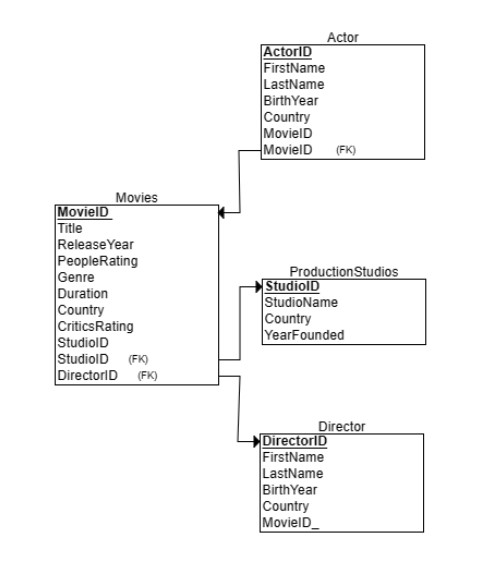 Actor
ActorID
FirstName
LastName
BirthYear
Country
MovieID
MovieID (FK)
Movies
MovieID
Title
ReleaseYear
PeopleRating
Genre
Duration
Country
CriticsRating
StudioID
StudioID (FK)
DirectorID (FK)
ProductionStudios
StudioID
StudioName
Country
YearFounded
Director
DirectorID
FirstName
LastName
BirthYear
Country
MovieID_